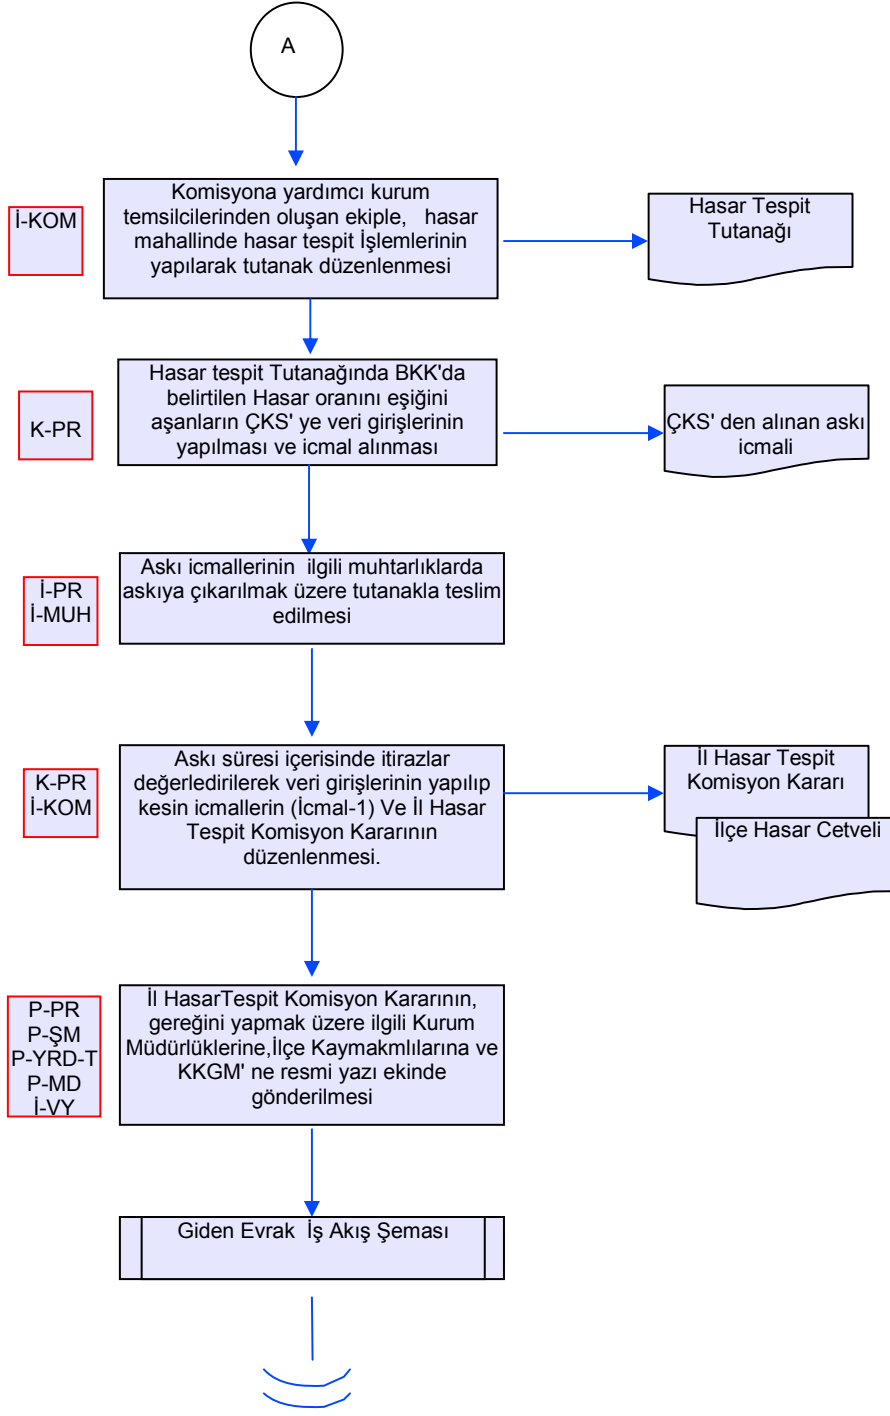 A
İ-KOM
Komisyona yardımcı kurum
temsilcilerinden oluşan ekiple, hasar
mahallinde hasar tespit İşlemlerinin
yapılarak tutanak düzenlenmesi
Hasar Tespit
Tutanağı
K-PR
Hasar tespit Tutanağında BKK'da
belirtilen Hasar oranını eşiğini
aşanların ÇKS' ye veri girişlerinin
yapılması ve icmal alınması
ÇKS' den alınan askı
icmali
İ-PR
İ-MUH
Askı icmallerinin ilgili muhtarlıklarda
askıya çıkarılmak üzere tutanakla teslim
edilmesi
K-PR
İ-KOM
Askı süresi içerisinde itirazlar
değerledirilerek veri girişlerinin yapılıp
kesin icmallerin (İcmal-1) Ve İl Hasar
Tespit Komisyon Kararının
düzenlenmesi.
İl Hasar Tespit
Komisyon Kararı
İlçe Hasar Cetveli
P-PR
P-ŞM
P-YRD-T
P-MD
İ-VY
İl HasarTespit Komisyon Kararının,
gereğini yapmak üzere ilgili Kurum
Müdürlüklerine,İlçe Kaymakmlılarına ve
KKGM' ne resmi yazı ekinde
gönderilmesi
Giden Evrak İş Akış Şeması